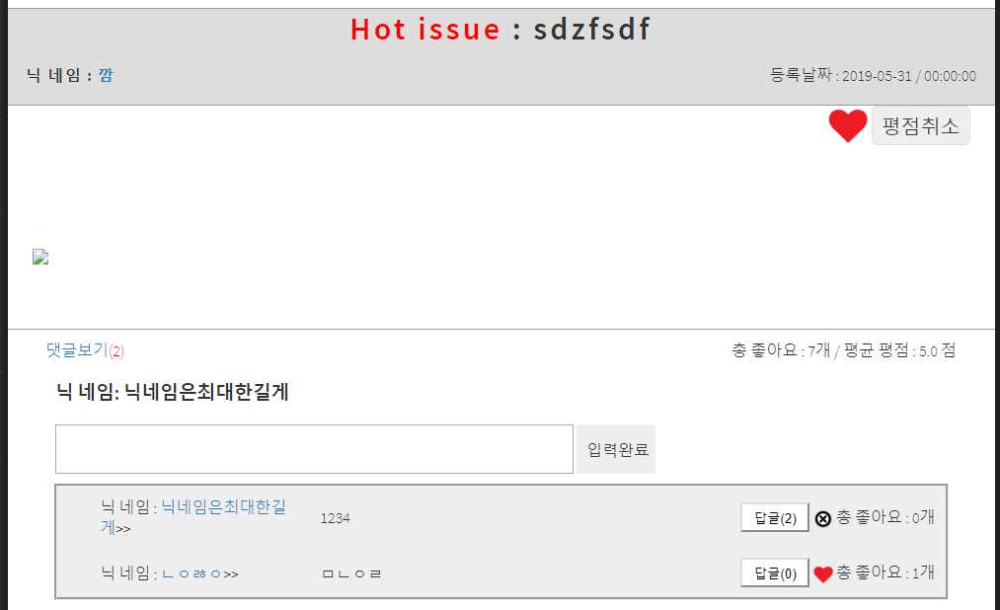 Hot issue : sdzfsdf
닉 네임 : 깜
등록날짜 : 2019-05-31 / 00:00:00
평점취소
댓글보기(2)
총 좋아요 : 7개 / 평균 평점 : 5.0 점
닉 네임: 닉네임은최대한길게
입력완료
닉 네임 : 닉네임은최대한길
게>>
1234
답글(2)
총 좋아요 : 0개
닉 네임 : ㄴㅇㄻㅇ>>
ㅁㄴㅇㄹ
답글(0)
총 좋아요 : 1개